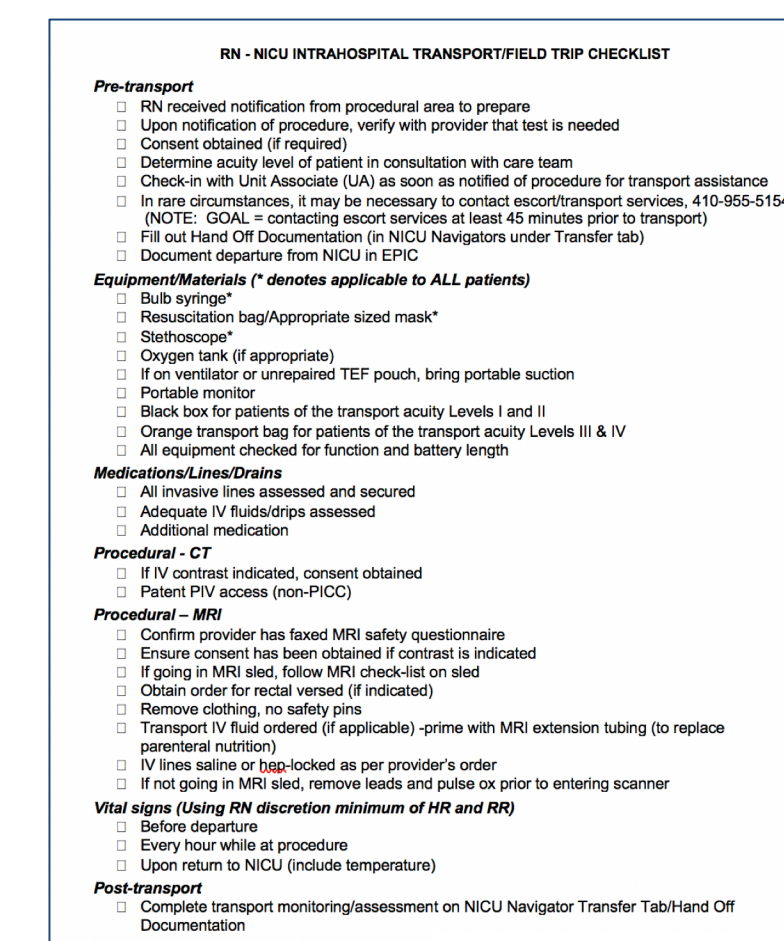 RN - NICU INTRAHOSPITAL TRANSPORT/FIELD TRIP CHECKLIST
Pre-transport
☐ RN received notification from procedural area to prepare
☐ Upon notification of procedure, verify with provider that test is needed
☐ Consent obtained (if required)
☐ Determine acuity level of patient in consultation with care team
☐ Check-in with Unit Associate (UA) as soon as notified of procedure for transport assistance
☐ In rare circumstances, it may be necessary to contact escort/transport services, 410-955-5154
(NOTE: GOAL = contacting escort services at least 45 minutes prior to transport)
☐ Fill out Hand Off Documentation (in NICU Navigators under Transfer tab)
☐ Document departure from NICU in EPIC
Equipment/Materials (* denotes applicable to ALL patients)
☐ Bulb syringe*
☐ Resuscitation bag/Appropriate sized mask*
☐ Stethoscope*
☐ Oxygen tank (if appropriate)
☐ If on ventilator or unrepaired TEF pouch, bring portable suction
☐ Portable monitor
☐ Black box for patients of the transport acuity Levels I and II
☐ Orange transport bag for patients of the transport acuity Levels III & IV
☐ All equipment checked for function and battery length
Medications/Lines/Drains
☐ All invasive lines assessed and secured
☐ Adequate IV fluids/drips assessed
☐ Additional medication
Procedural - CT
☐ If IV contrast indicated, consent obtained
☐ Patent PIV access (non-PICC)
Procedural – MRI
☐ Confirm provider has faxed MRI safety questionnaire
☐ Ensure consent has been obtained if contrast is indicated
☐ If going in MRI sled, follow MRI check-list on sled
☐ Obtain order for rectal versed (if indicated)
☐ Remove clothing, no safety pins
☐ Transport IV fluid ordered (if applicable) -prime with MRI extension tubing (to replace
parenteral nutrition)
☐ IV lines saline or hep-locked as per provider's order
☐ If not going in MRI sled, remove leads and pulse ox prior to entering scanner
Vital signs (Using RN discretion minimum of HR and RR)
☐ Before departure
☐ Every hour while at procedure
☐ Upon return to NICU (include temperature)
Post-transport
☐ Complete transport monitoring/assessment on NICU Navigator Transfer Tab/Hand Off
Documentation